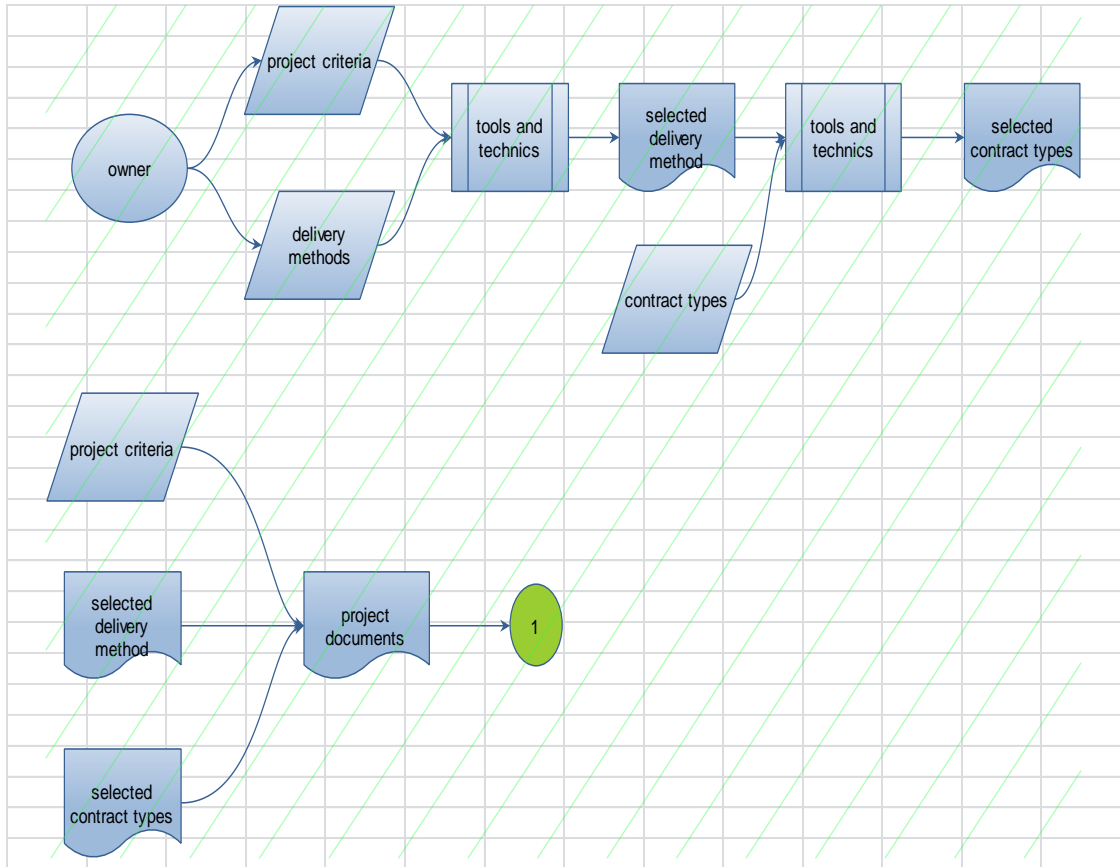 project criteria
owner
delivery
methods
tools and
technics
selected
delivery
method
tools and
technics
selected
contract types
contract types
project criteria
selected
delivery
method
project
documents
1
selected
contract types